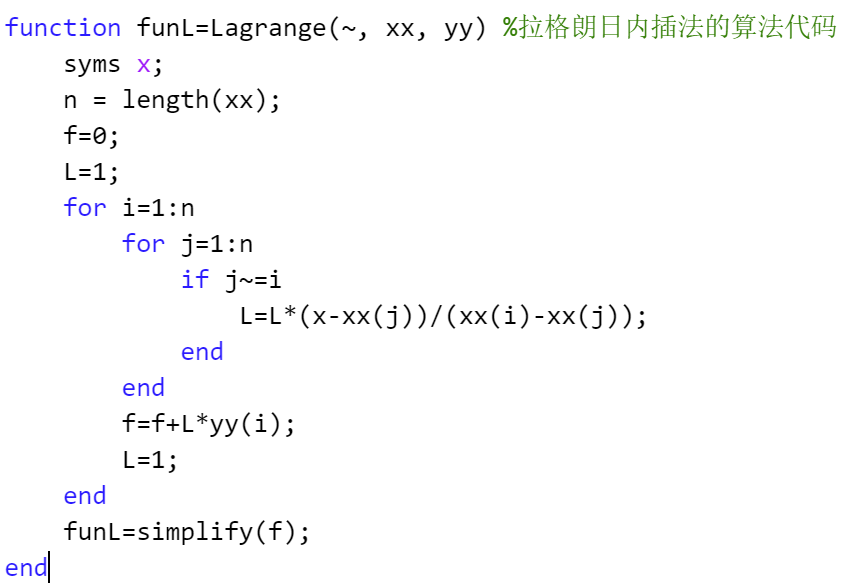 function funL=Lagrange(~, xx, yy) %拉格朗日内插法的算法代码
    syms x;
    n = length(xx);
    f=0;
    L=1;
    for i=1:n
        for j=1:n
            if j~=i
                L=L*(x-xx(j))/(xx(i)-xx(j));
            end
        end
        f=f+L*yy(i);
        L=1;
    end
    funL=simplify(f);
end